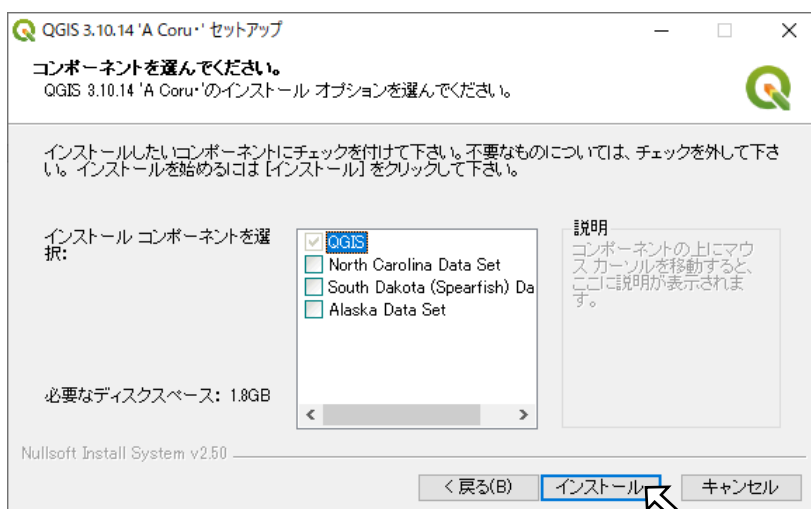 QGIS 3.10.14 'A Coru･' セットアップ
コンポーネントを選んでください。
QGIS 3.10.14 'A Coru･'のインストール オプションを選んでください。
インストールしたいコンポーネントにチェックを付けて下さい。不要なものについては、チェックを外して下さ
い。インストールを始めるには [インストール] をクリックして下さい。
インストール コンポーネントを選
択:
QGIS
North Carolina Data Set
South Dakota (Spearfish) Da
Alaska Data Set
説明
コンポーネントの上にマウ
ス カーソルを移動すると、
ここに説明が表示されま
す。
必要なディスクスペース: 1.8GB
Nullsoft Install System v2.50
< 戻る(B)
インストール
キャンセル